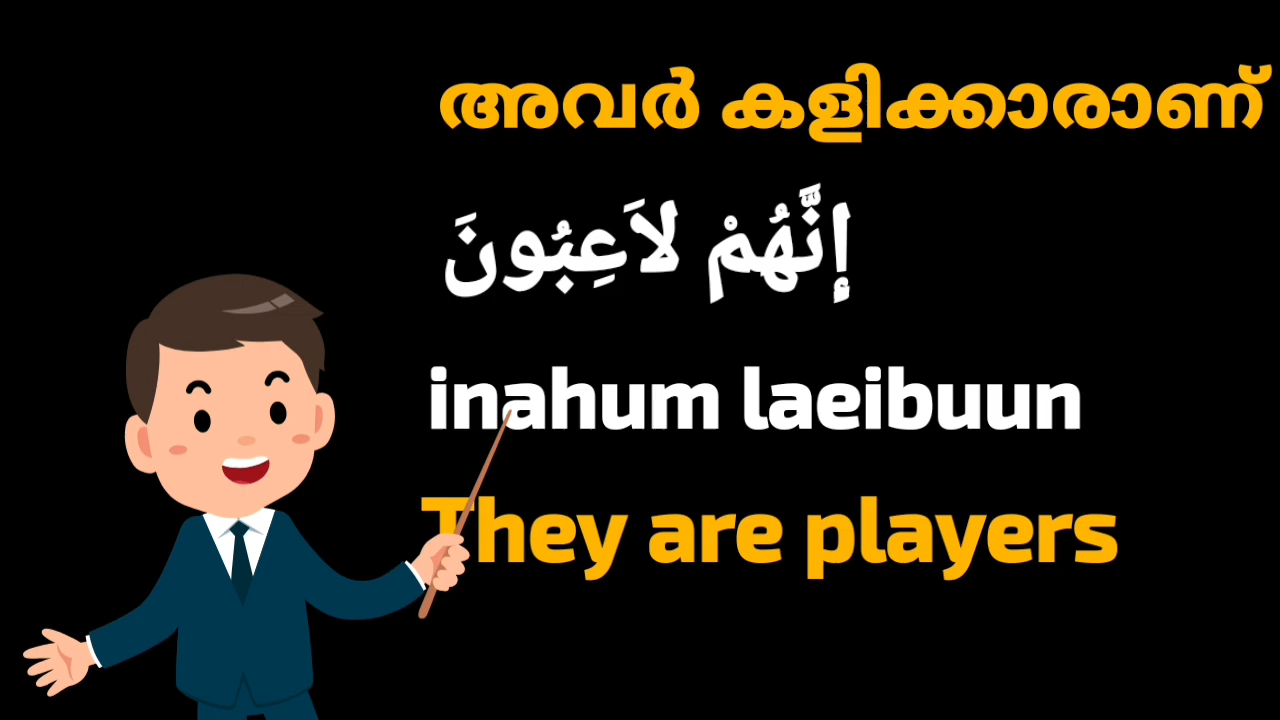 അവർ കളിക്കാരാണ്
إِنَّهُمْ لاَعِبُونَ
inahum laeibuun
They are players